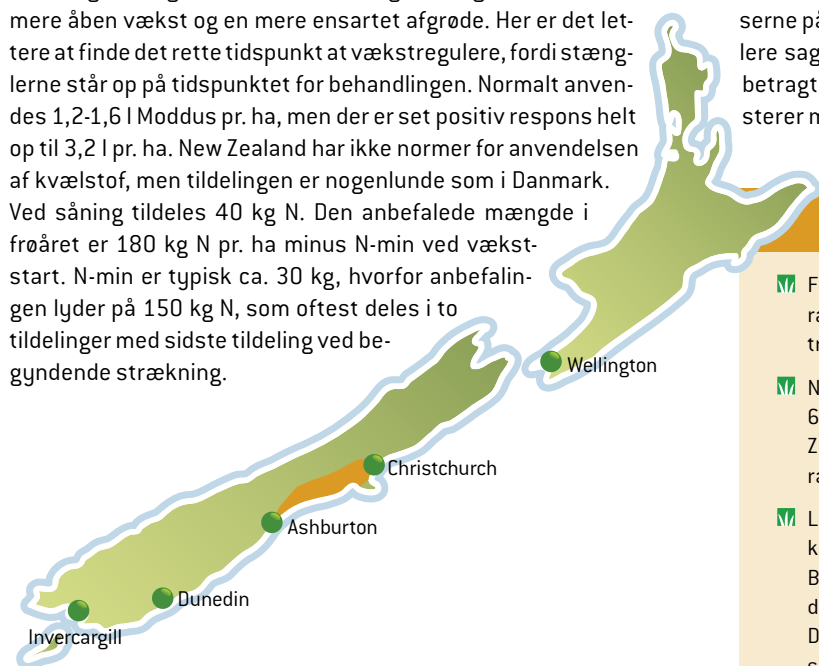 mere åben vækst og en mere ensartet afgrøde. Her er det let-
tere at finde det rette tidspunkt at vækstregulere, fordi stæng-
lerne står op på tidspunktet for behandlingen. Normalt anven-
des 1,2-1,6 l Moddus pr. ha, men der er set positiv respons helt
op til 3,2 l pr. ha. New Zealand har ikke normer for anvendelsen
af kvælstof, men tildelingen er nogenlunde som i Danmark.
Ved såning tildeles 40 kg N. Den anbefalede mængde i
frøåret er 180 kg N pr. ha minus N-min ved vækst-
start. N-min er typisk ca. 30 kg, hvorfor anbefalin-
gen lyder på 150 kg N, som oftest deles i to
tildelinger med sidste tildeling ved be-
gyndende strækning.
Wellington
Christchurch
Ashburton
Dunedin
Invercargill
serne på
lere sag
betragt
sterer m
F
ra
tr
N
6
Z
ra
L
k
B
d
D